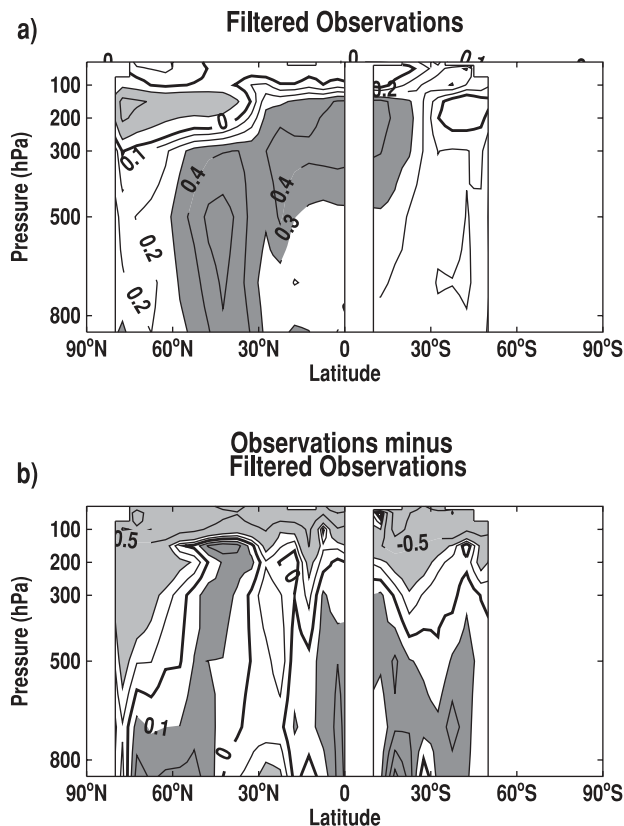 a)
Filtered Observations
0
0
0.1
100
200
300
500
800
Pressure (hPa)
0.2
0
0.1
0.4
0.4
0.3
0.2
0.2
90°N
60°N
30°N
0
30°S
60°S
90°S
Latitude
b)
Observations minus
Filtered Observations
100
200
300
500
800
Pressure (hPa)
0.5
-0.5
0.1
0
90°N
60°N
30°N
0
30°S
60°S
90°S
Latitude